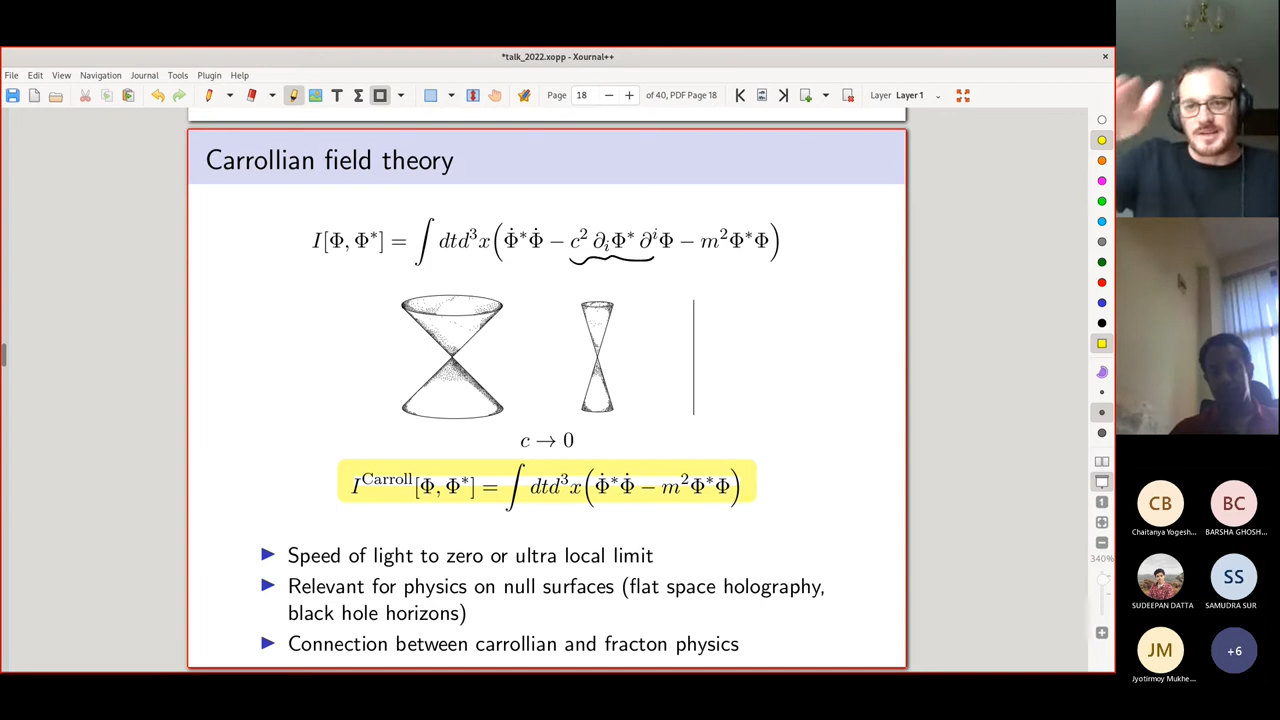 *talk_2022.xopp - Xournal++
File Edit View Navigation Journal Tools Plugin Help
Page 18 of 40, PDF Page 18 Layer Layer 1
Carrollian field theory
I[Φ, Φ*] = ∫ dtd³x(Φ̇*Φ̇ − c² ∂ᵢΦ* ∂ⁱΦ − m²Φ*Φ)
c → 0
I^Carroll[Φ, Φ*] = ∫ dtd³x(Φ̇*Φ̇ − m²Φ*Φ)
▶ Speed of light to zero or ultra local limit
▶ Relevant for physics on null surfaces (flat space holography,
black hole horizons)
▶ Connection between carrollian and fracton physics
340%
CB BC
Chaitanya Yogesh... BARSHA GHOSH...
SS
SUDEEPAN DATTA SAMUDRA SUR
JM +6
Jyotirmoy Mukhe...